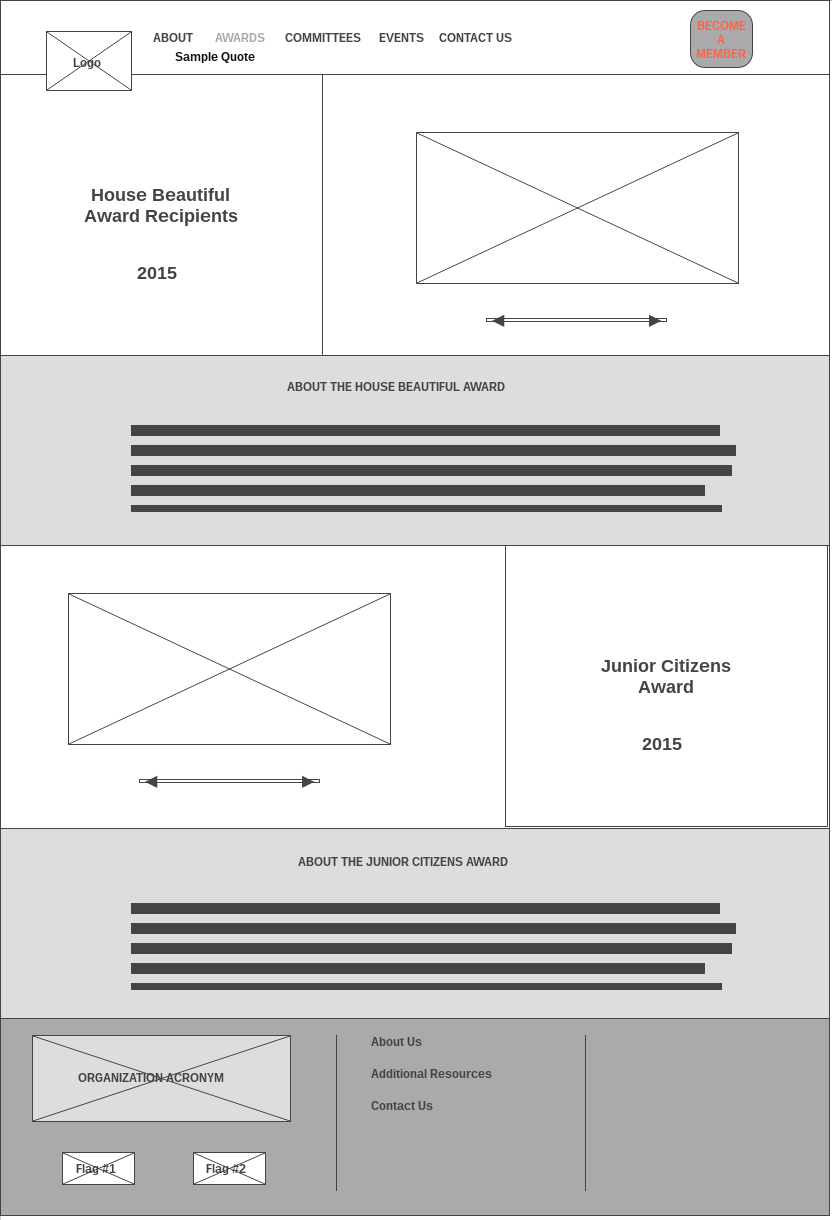 ABOUT AWARDS COMMITTEES EVENTS CONTACT US
Sample Quote
BECOME
A
MEMBER
Logo
House Beautiful
Award Recipients
2015
ABOUT THE HOUSE BEAUTIFUL AWARD
Junior Citizens
Award
2015
ABOUT THE JUNIOR CITIZENS AWARD
ORGANIZATION ACRONYM
Flag #1
Flag #2
About Us
Additional Resources
Contact Us